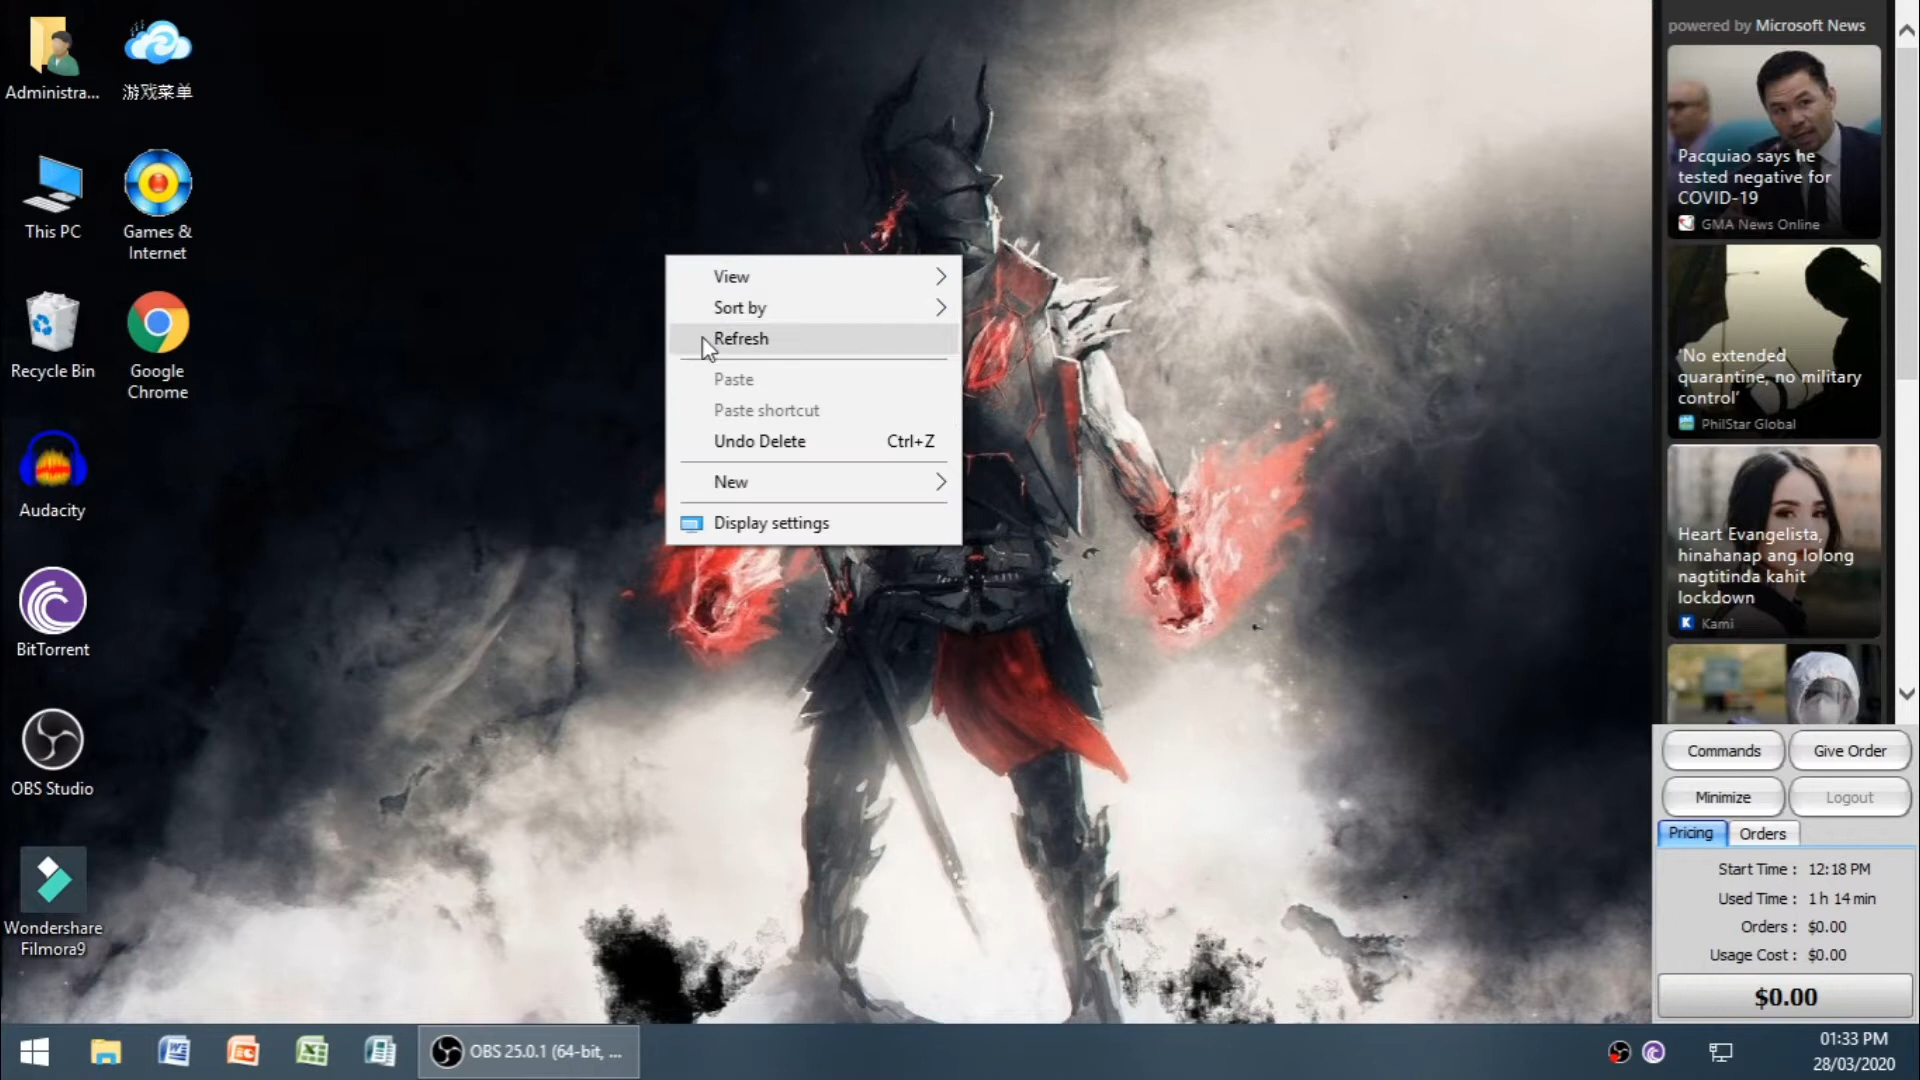 Administra...
游戏菜单
This PC
Games &
Internet
Recycle Bin
Google
Chrome
Audacity
BitTorrent
OBS Studio
Wondershare
Filmora9
View
Sort by
Refresh
Paste
Paste shortcut
Undo Delete Ctrl+Z
New
Display settings
powered by Microsoft News
Pacquiao says he
tested negative for
COVID-19
GMA News Online
'No extended
quarantine, no military
control'
PhilStar Global
Heart Evangelista,
hinahanap ang lolong
nagtitinda kahit
lockdown
K Kami
Commands Give Order
Minimize Logout
Pricing Orders
Start Time : 12:18 PM
Used Time : 1 h 14 min
Orders : $0.00
Usage Cost : $0.00
$0.00
OBS 25.0.1 (64-bit, ...
01:33 PM
28/03/2020